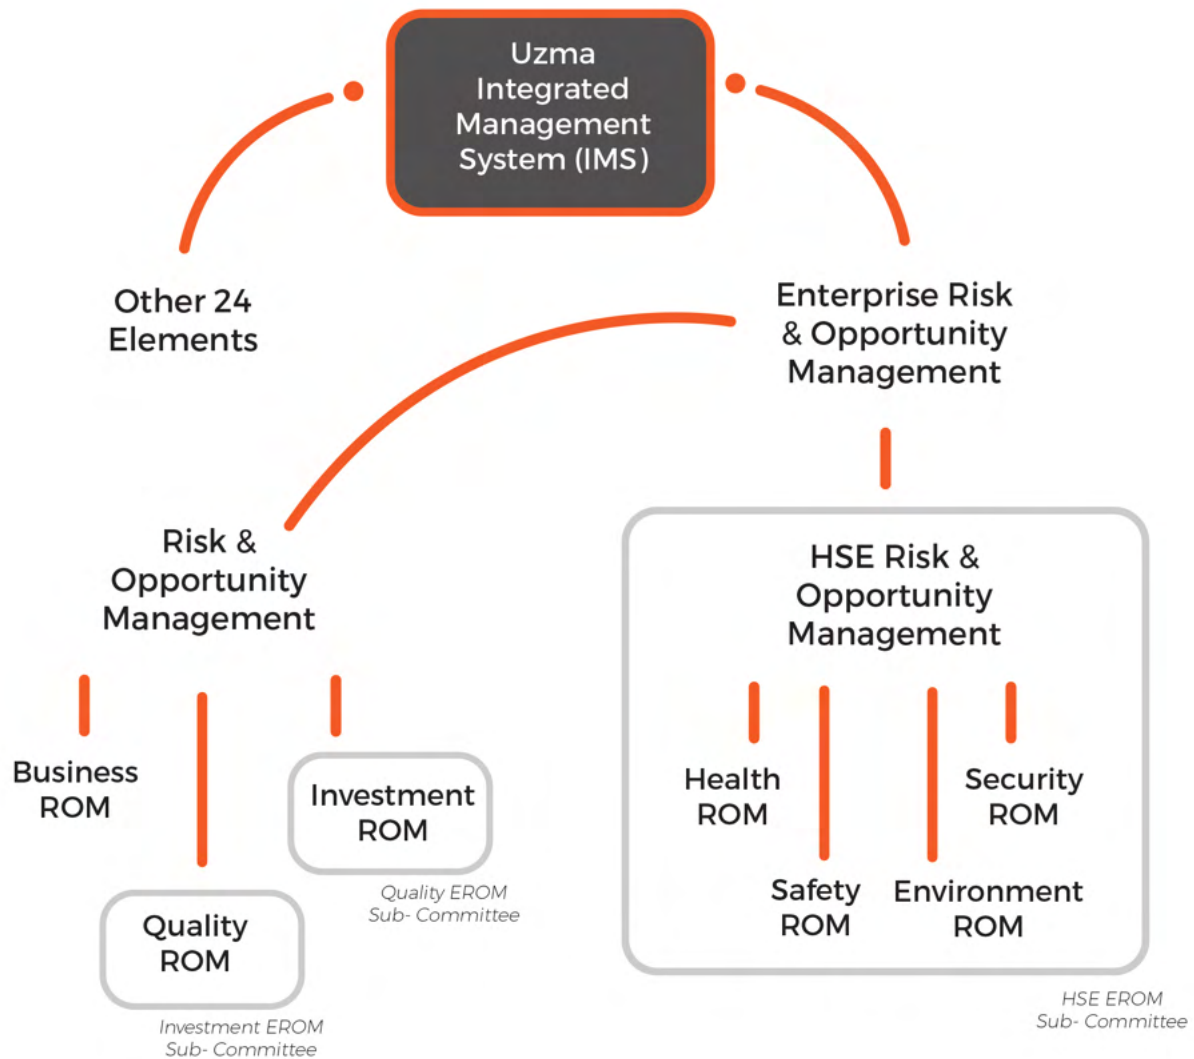 Uzma
Integrated
Management
System (IMS)
Other 24
Elements
Enterprise Risk
& Opportunity
Management
Risk &
Opportunity
Management
HSE Risk &
Opportunity
Management
Business
ROM
Investment
ROM
Quality EROM
Sub- Committee
Quality
ROM
Investment EROM
Sub- Committee
Health
ROM
Security
ROM
Safety
ROM
Environment
ROM
HSE EROM
Sub- Committee